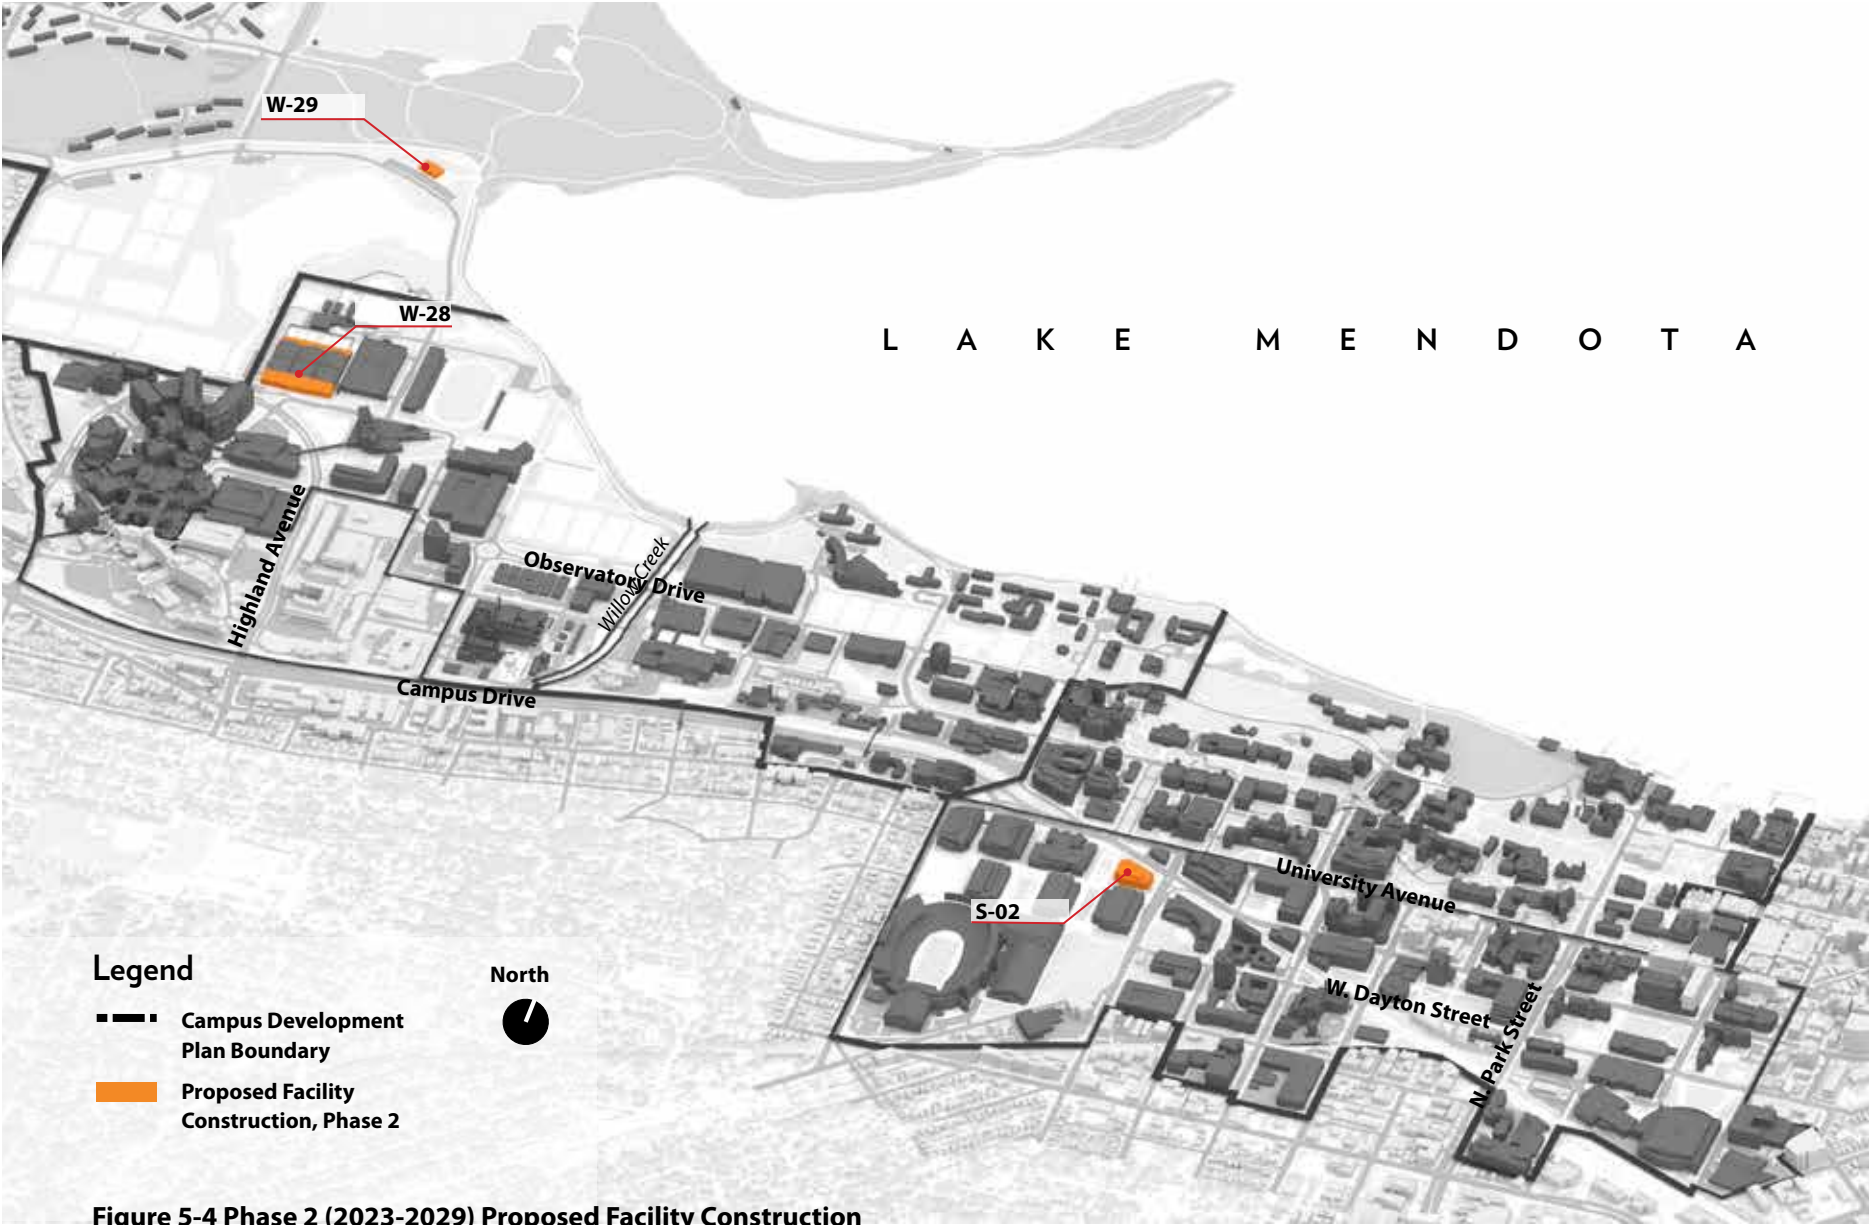 W-29
W-28
LAKE MENDOTA
Highland Avenue
Observatory Drive
Willow Creek
Campus Drive
University Avenue
S-02
W. Dayton Street
N. Park Street
Legend
North
Campus Development
Plan Boundary
Proposed Facility
Construction, Phase 2
Figure 5-4 Phase 2 (2023-2029) Proposed Facility Construction